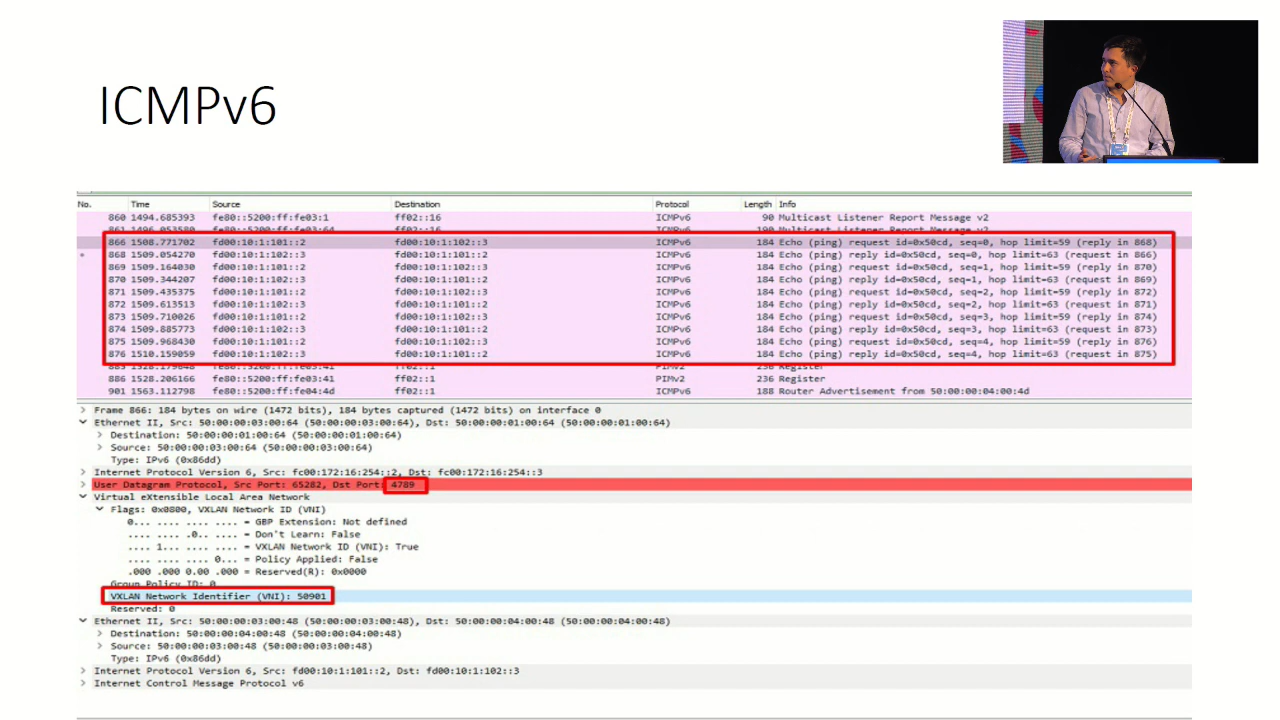 ICMPv6
No. Time Source Destination Protocol Length Info
860 1494.685393 fe80::5200:ff:fe03:1 ff02::16 ICMPv6 90 Multicast Listener Report Message v2
861 1496.053580 fe80::5200:ff:fe03:64 ff02::16 ICMPv6 190 Multicast Listener Report Message v2
866 1508.771702 fd00:10:1:101::2 fd00:10:1:102::3 ICMPv6 184 Echo (ping) request id=0x50cd, seq=0, hop limit=59 (reply in 868)
868 1509.054270 fd00:10:1:102::3 fd00:10:1:101::2 ICMPv6 184 Echo (ping) reply id=0x50cd, seq=0, hop limit=63 (request in 866)
869 1509.164030 fd00:10:1:101::2 fd00:10:1:102::3 ICMPv6 184 Echo (ping) request id=0x50cd, seq=1, hop limit=59 (reply in 870)
870 1509.344207 fd00:10:1:102::3 fd00:10:1:101::2 ICMPv6 184 Echo (ping) reply id=0x50cd, seq=1, hop limit=63 (request in 869)
871 1509.435375 fd00:10:1:101::2 fd00:10:1:102::3 ICMPv6 184 Echo (ping) request id=0x50cd, seq=2, hop limit=59 (reply in 872)
872 1509.613513 fd00:10:1:102::3 fd00:10:1:101::2 ICMPv6 184 Echo (ping) reply id=0x50cd, seq=2, hop limit=63 (request in 871)
873 1509.710026 fd00:10:1:101::2 fd00:10:1:102::3 ICMPv6 184 Echo (ping) request id=0x50cd, seq=3, hop limit=59 (reply in 874)
874 1509.885773 fd00:10:1:102::3 fd00:10:1:101::2 ICMPv6 184 Echo (ping) reply id=0x50cd, seq=3, hop limit=63 (request in 873)
875 1509.968430 fd00:10:1:101::2 fd00:10:1:102::3 ICMPv6 184 Echo (ping) request id=0x50cd, seq=4, hop limit=59 (reply in 876)
876 1510.159059 fd00:10:1:102::3 fd00:10:1:101::2 ICMPv6 184 Echo (ping) reply id=0x50cd, seq=4, hop limit=63 (request in 875)
fe80::5200:ff:fe03:41 ff02::1 PIMv2 236 Register
886 1528.206166 fe80::5200:ff:fe03:41 ff02::1 PIMv2 236 Register
901 1563.112798 fe80::5200:ff:fe04:4d ff02::1 ICMPv6 188 Router Advertisement from 50:00:00:04:00:4d
Frame 866: 184 bytes on wire (1472 bits), 184 bytes captured (1472 bits) on interface 0
Ethernet II, Src: 50:00:00:03:00:64 (50:00:00:03:00:64), Dst: 50:00:00:01:00:64 (50:00:00:01:00:64)
Destination: 50:00:00:01:00:64 (50:00:00:01:00:64)
Source: 50:00:00:03:00:64 (50:00:00:03:00:64)
Type: IPv6 (0x86dd)
Internet Protocol Version 6, Src: fc00:172:16:254::2, Dst: fc00:172:16:254::3
User Datagram Protocol, Src Port: 65282, Dst Port: 4789
Virtual eXtensible Local Area Network
Flags: 0x0800, VXLAN Network ID (VNI)
0... .... .... .... = GBP Extension: Not defined
.... .... .0.. .... = Don't Learn: False
.... 1... .... .... = VXLAN Network ID (VNI): True
.... .... .... 0... = Policy Applied: False
.000 .000 0.00 .000 = Reserved(R): 0x0000
Group Policy ID: 0
VXLAN Network Identifier (VNI): 50901
Reserved: 0
Ethernet II, Src: 50:00:00:03:00:48 (50:00:00:03:00:48), Dst: 50:00:00:04:00:48 (50:00:00:04:00:48)
Destination: 50:00:00:04:00:48 (50:00:00:04:00:48)
Source: 50:00:00:03:00:48 (50:00:00:03:00:48)
Type: IPv6 (0x86dd)
Internet Protocol Version 6, Src: fd00:10:1:101::2, Dst: fd00:10:1:102::3
Internet Control Message Protocol v6